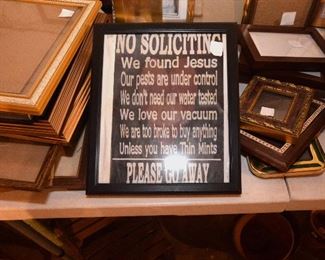 NO SOLICITING!
We found Jesus
Our pests are under control
We don't need our water tested
We love our vacuum
We are too broke to buy anything
Unless you have Thin Mints
PLEASE GO AWAY